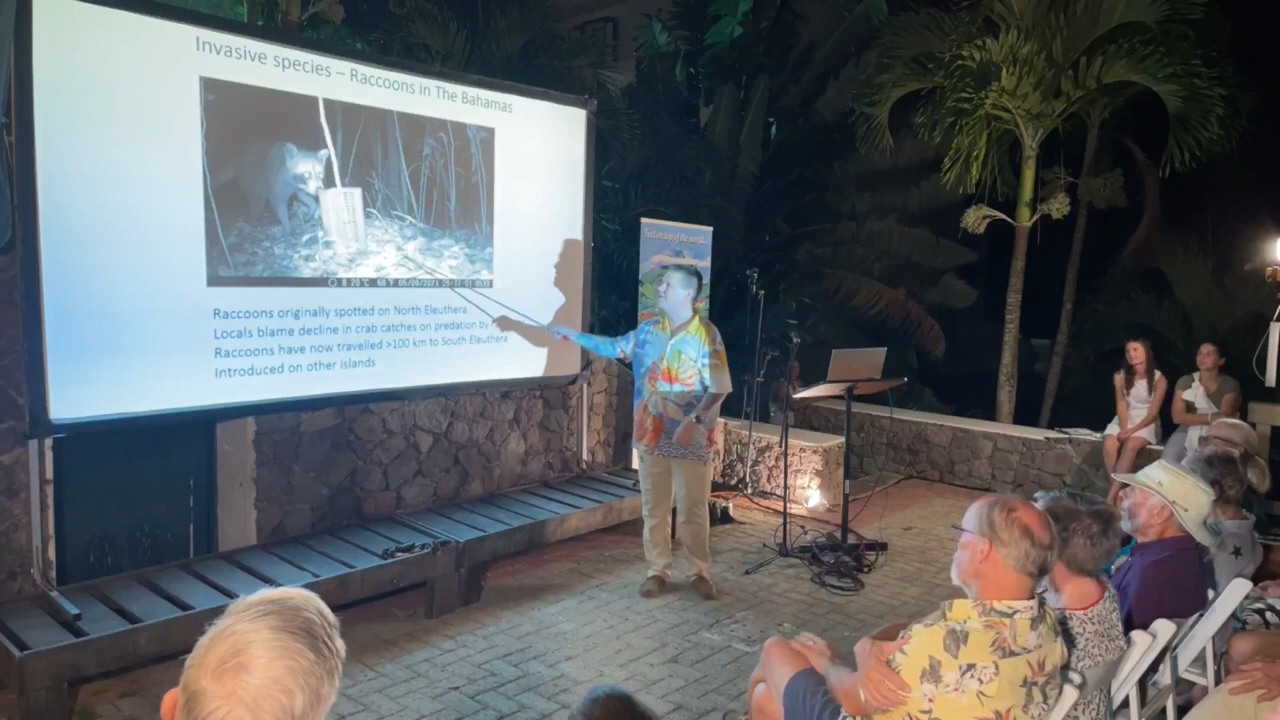 Invasive species – Raccoons in The Bahamas
Raccoons originally spotted on North Eleuthera
Locals blame decline in crab catches on predation by
Raccoons have now travelled >100 km to South Eleuthera
Introduced on other islands